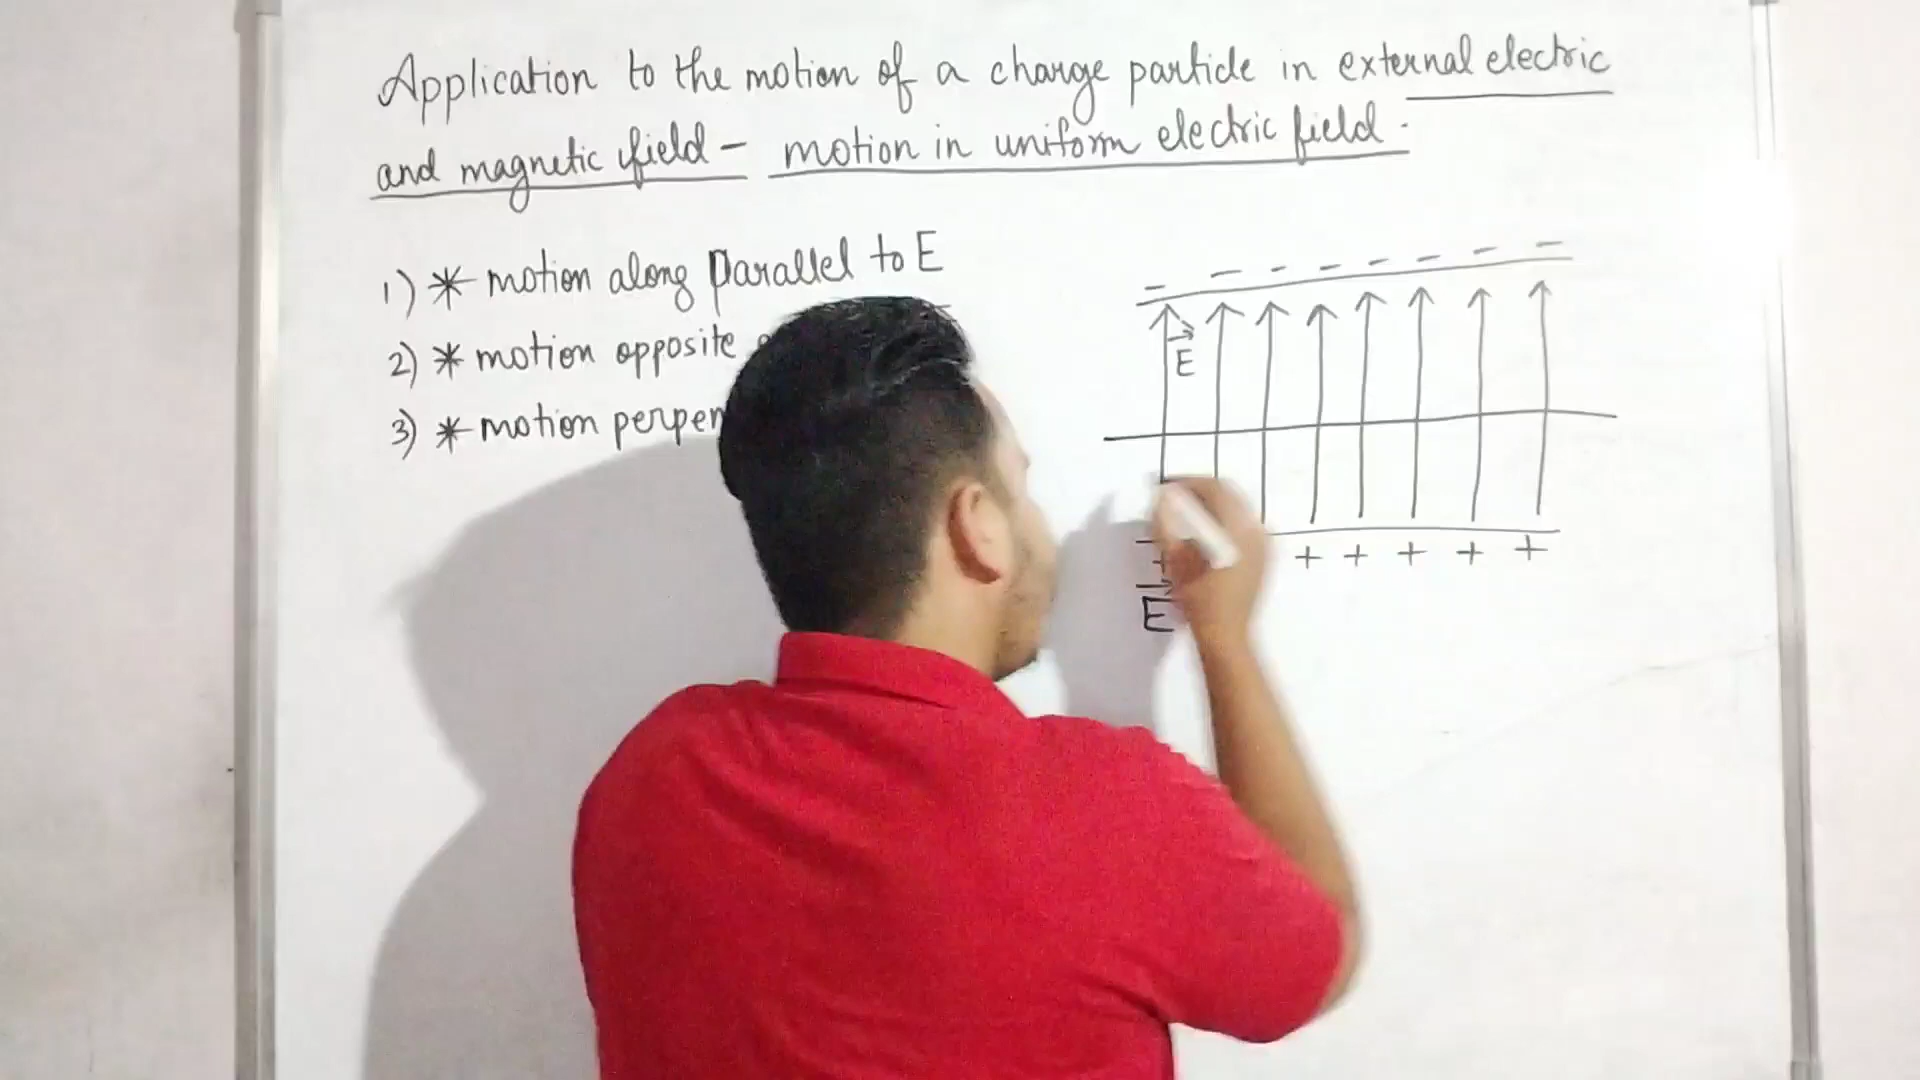 Application to the motion of a charge particle in external electric
and magnetic field - motion in uniform electric field.
1) * motion along Parallel to E
2) * motion opposite
3) * motion
- - - - - - - -
E
+ + + + + +
E